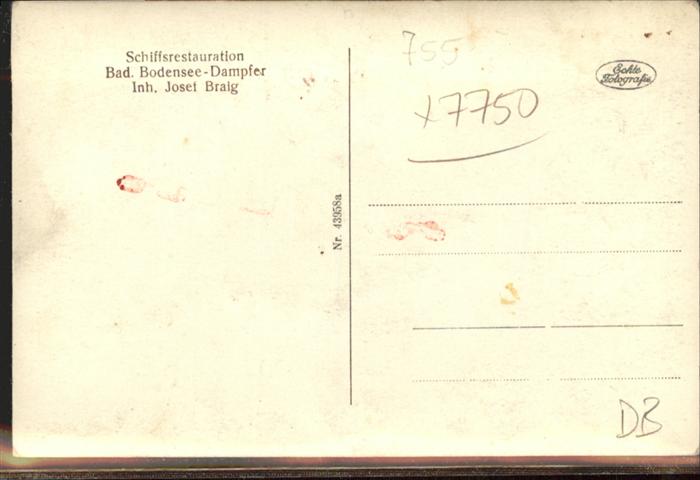 Schiffsrestauration
Bad. Bodensee-Dampfer
Inh. Josef Braig
755
x7750
Echte
Fotografie
Nr. 43958a
DB